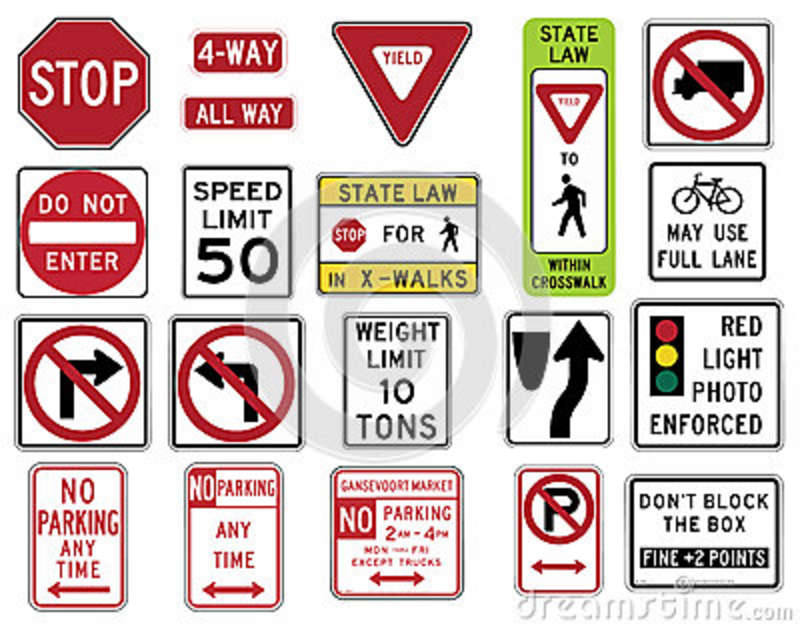 STOP
4-WAY
ALL WAY
YIELD
STATE
LAW
YIELD
TO
WITHIN
CROSSWALK
DO NOT
ENTER
SPEED
LIMIT
50
STATE LAW
STOP FOR
IN X-WALKS
MAY USE
FULL LANE
WEIGHT
LIMIT
10
TONS
RED
LIGHT
PHOTO
ENFORCED
NO
PARKING
ANY
TIME
NO PARKING
ANY
TIME
GANSEVOORT MARKET
NO PARKING
2AM-4PM
MON THRU FRI
EXCEPT TRUCKS
P
DON'T BLOCK
THE BOX
FINE +2 POINTS
dreamstime.com